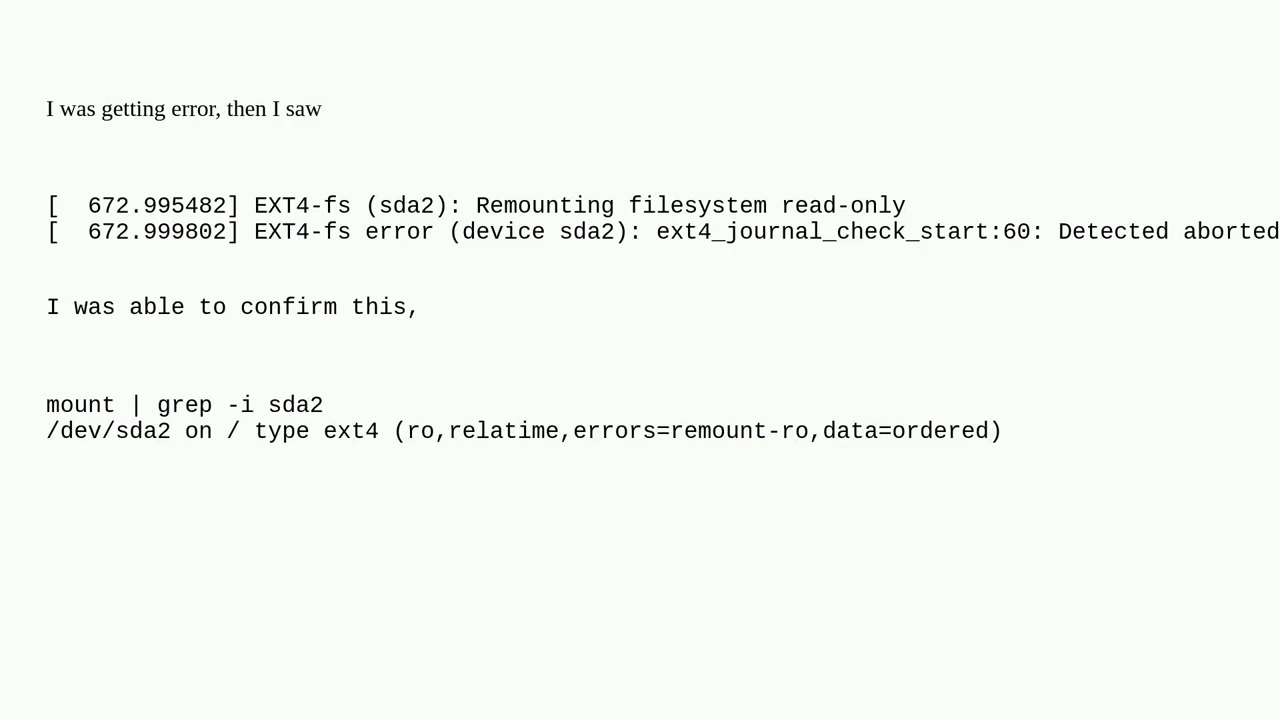 I was getting error, then I saw
[  672.995482] EXT4-fs (sda2): Remounting filesystem read-only
[  672.999802] EXT4-fs error (device sda2): ext4_journal_check_start:60: Detected aborted
I was able to confirm this,
mount | grep -i sda2
/dev/sda2 on / type ext4 (ro,relatime,errors=remount-ro,data=ordered)